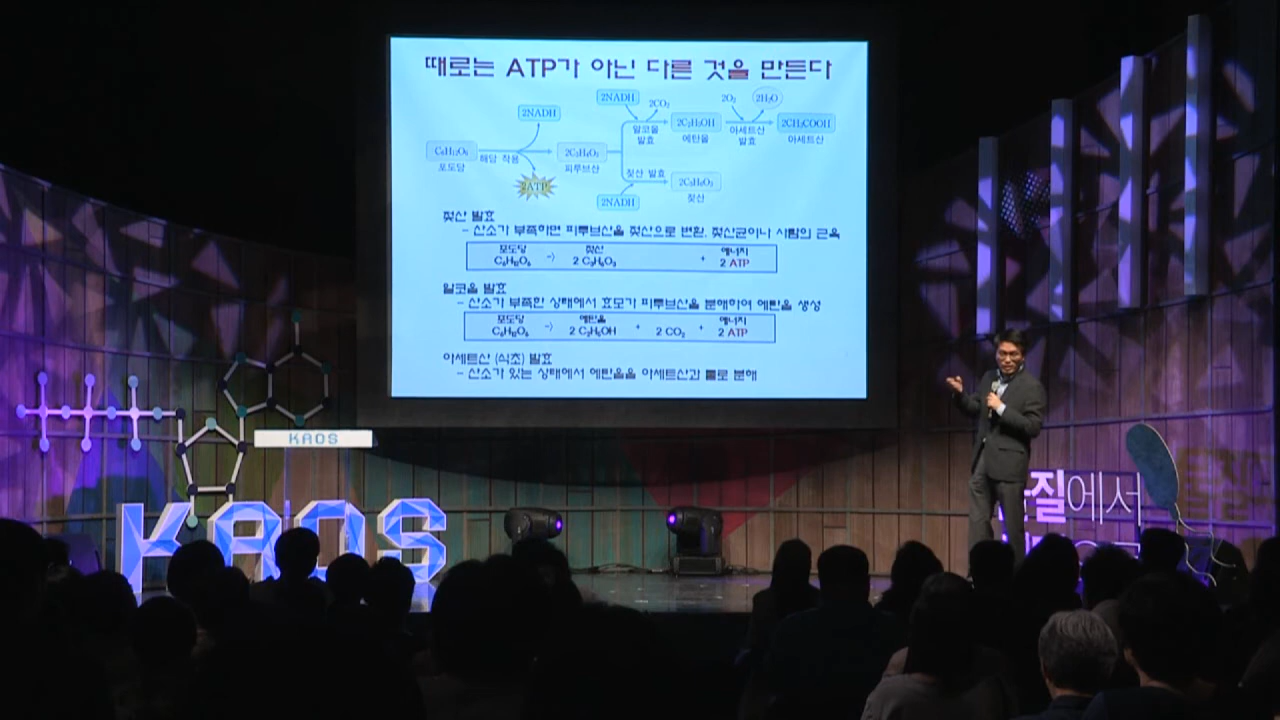 때로는 ATP가 아닌 다른 것을 만든다
2NADH
2CO₂
2O₂
2H₂O
2NADH
알코올
발효
2C₂H₅OH
에탄올
아세트산
발효
2CH₃COOH
아세트산
C₆H₁₂O₆
포도당
해당 작용
2C₃H₄O₃
피루브산
2ATP
젖산 발효
2NADH
2C₃H₆O₃
젖산
젖산 발효
– 산소가 부족하면 피루브산을 젖산으로 변환. 젖산균이나 사람의 근육
포도당 젖산 에너지
C₆H₁₂O₆ -> 2 C₃H₆O₃ + 2 ATP
알코올 발효
– 산소가 부족한 상태에서 효모가 피루브산을 분해하여 에탄올 생성
포도당 에탄올 에너지
C₆H₁₂O₆ -> 2 C₂H₅OH + 2 CO₂ + 2 ATP
아세트산 (식초) 발효
– 산소가 있는 상태에서 에탄올을 아세트산과 물로 분해
KAOS
KAOS
질에서